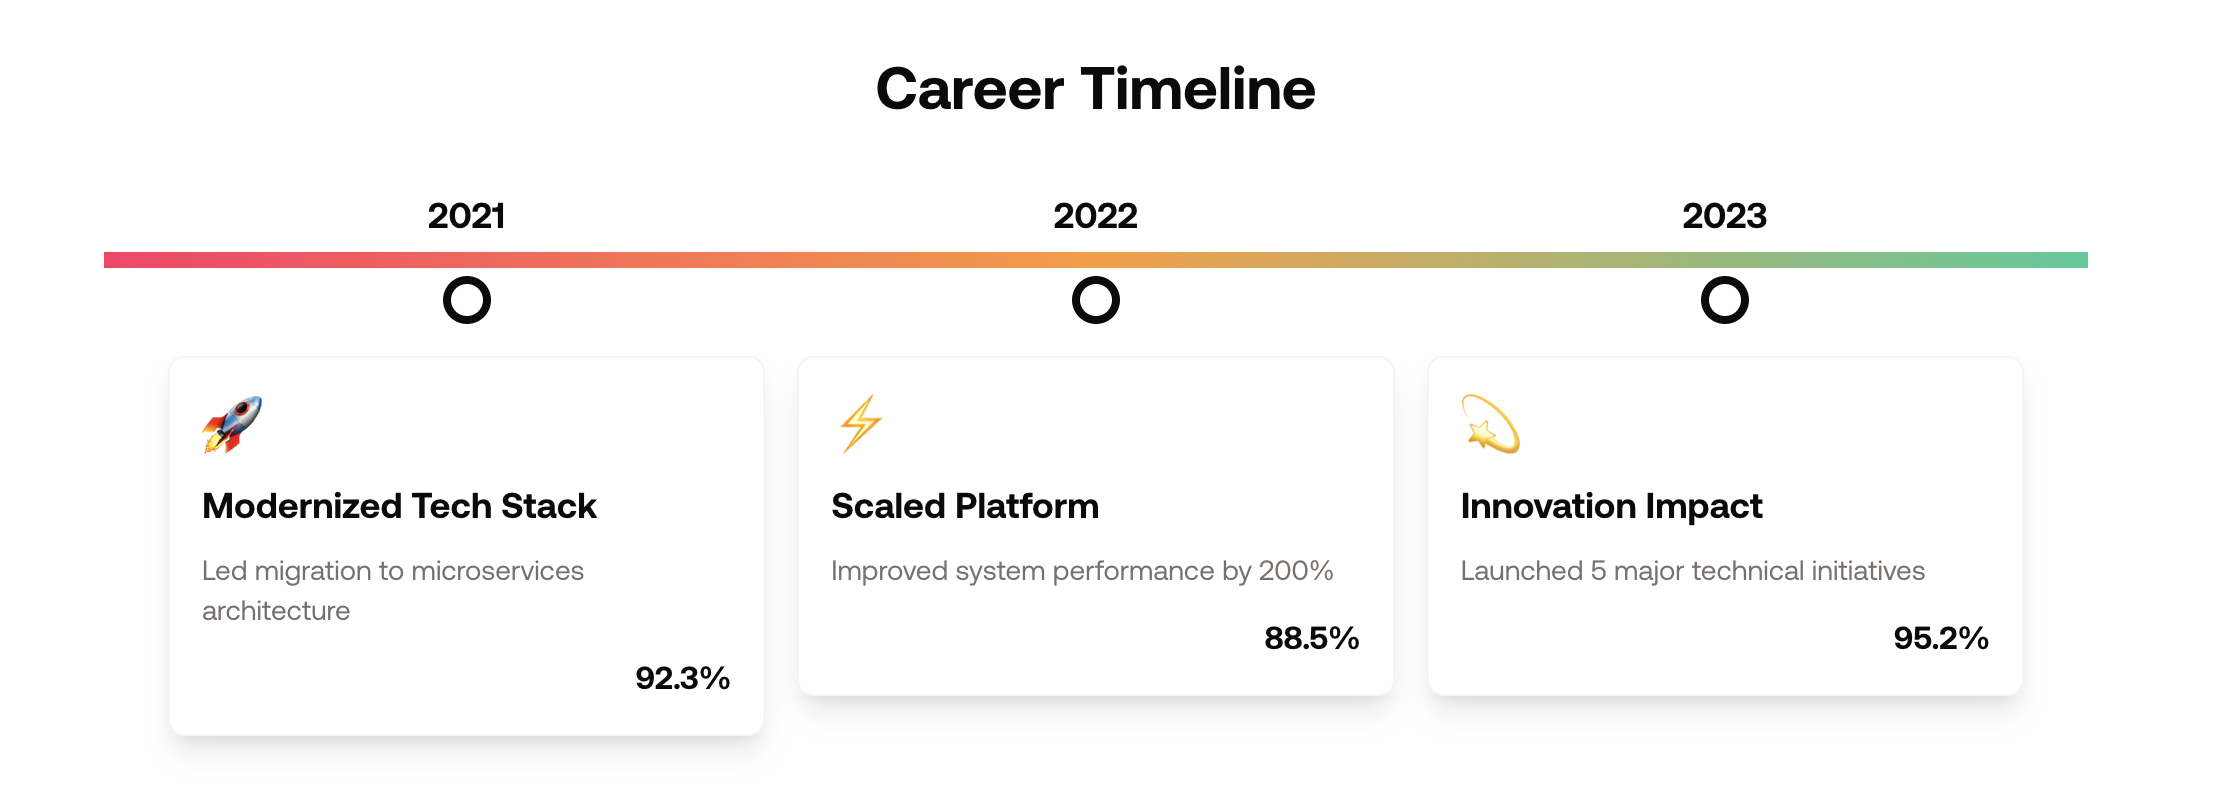 Career Timeline
2021
2022
2023
Modernized Tech Stack
Led migration to microservices
architecture
92.3%
Scaled Platform
Improved system performance by 200%
88.5%
Innovation Impact
Launched 5 major technical initiatives
95.2%